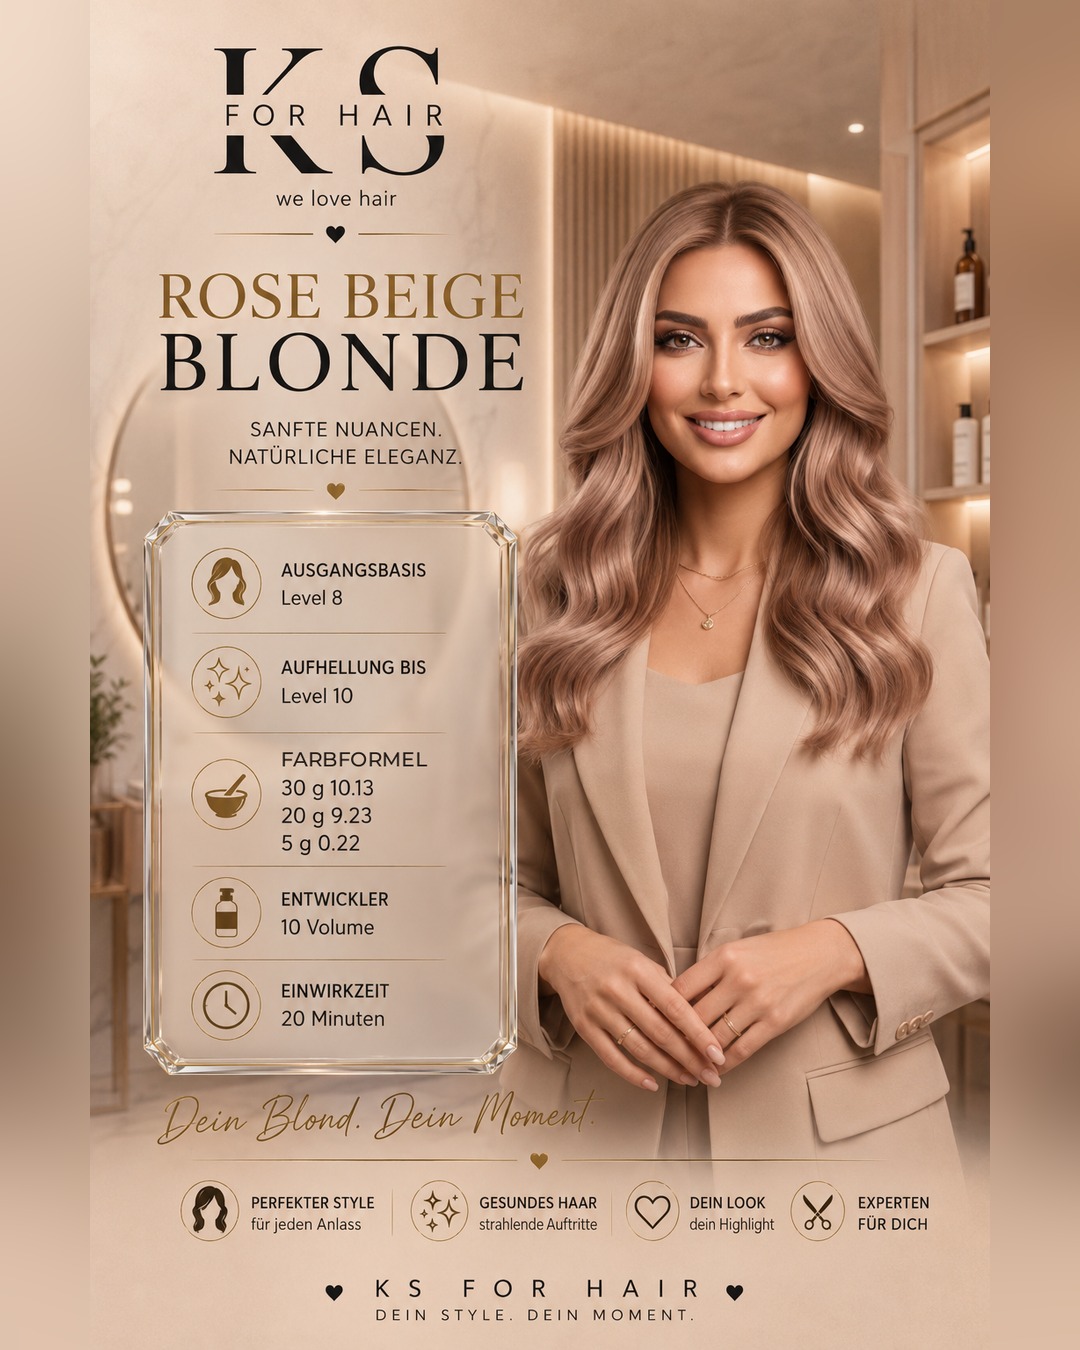 KS
FOR HAIR
we love hair
ROSE BEIGE
BLONDE
SANFTE NUANCEN.
NATÜRLICHE ELEGANZ.
AUSGANGSBASIS
Level 8
AUFHELLUNG BIS
Level 10
FARBFORMEL
30 g 10.13
20 g 9.23
5 g 0.22
ENTWICKLER
10 Volume
EINWIRKZEIT
20 Minuten
Dein Blond. Dein Moment.
PERFEKTER STYLE
für jeden Anlass
GESUNDES HAAR
strahlende Auftritte
DEIN LOOK
dein Highlight
EXPERTEN
FÜR DICH
KS FOR HAIR
DEIN STYLE. DEIN MOMENT.